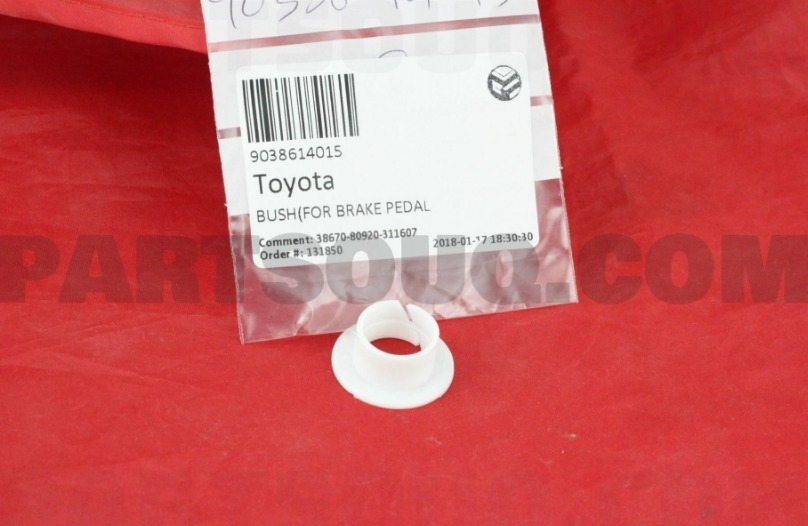 9038614015
Toyota
BUSH(FOR BRAKE PEDAL
Comment: 38670-80920-311607
Order #: 131850
2018-01-17 18:30:30
PARTSOUQ.COM